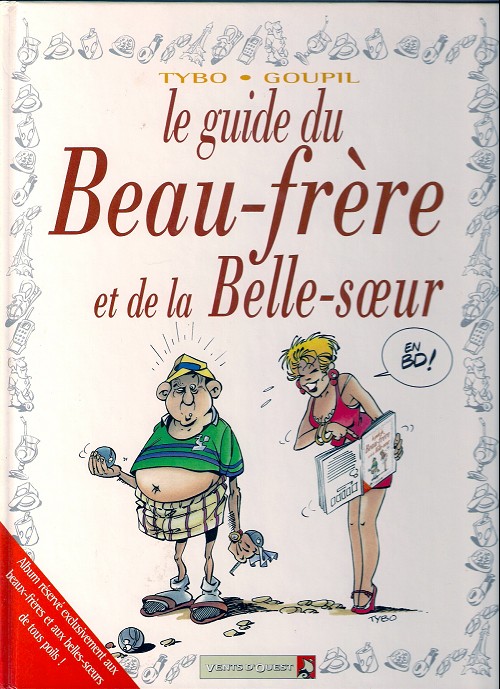 TYBO • GOUPIL
le guide du
Beau-frère
et de la Belle-sœur
EN
BD!
Album réservé exclusivement aux
beaux-frères et aux belles-sœurs
de tous poils !
TYBO
VENTS D'OUEST